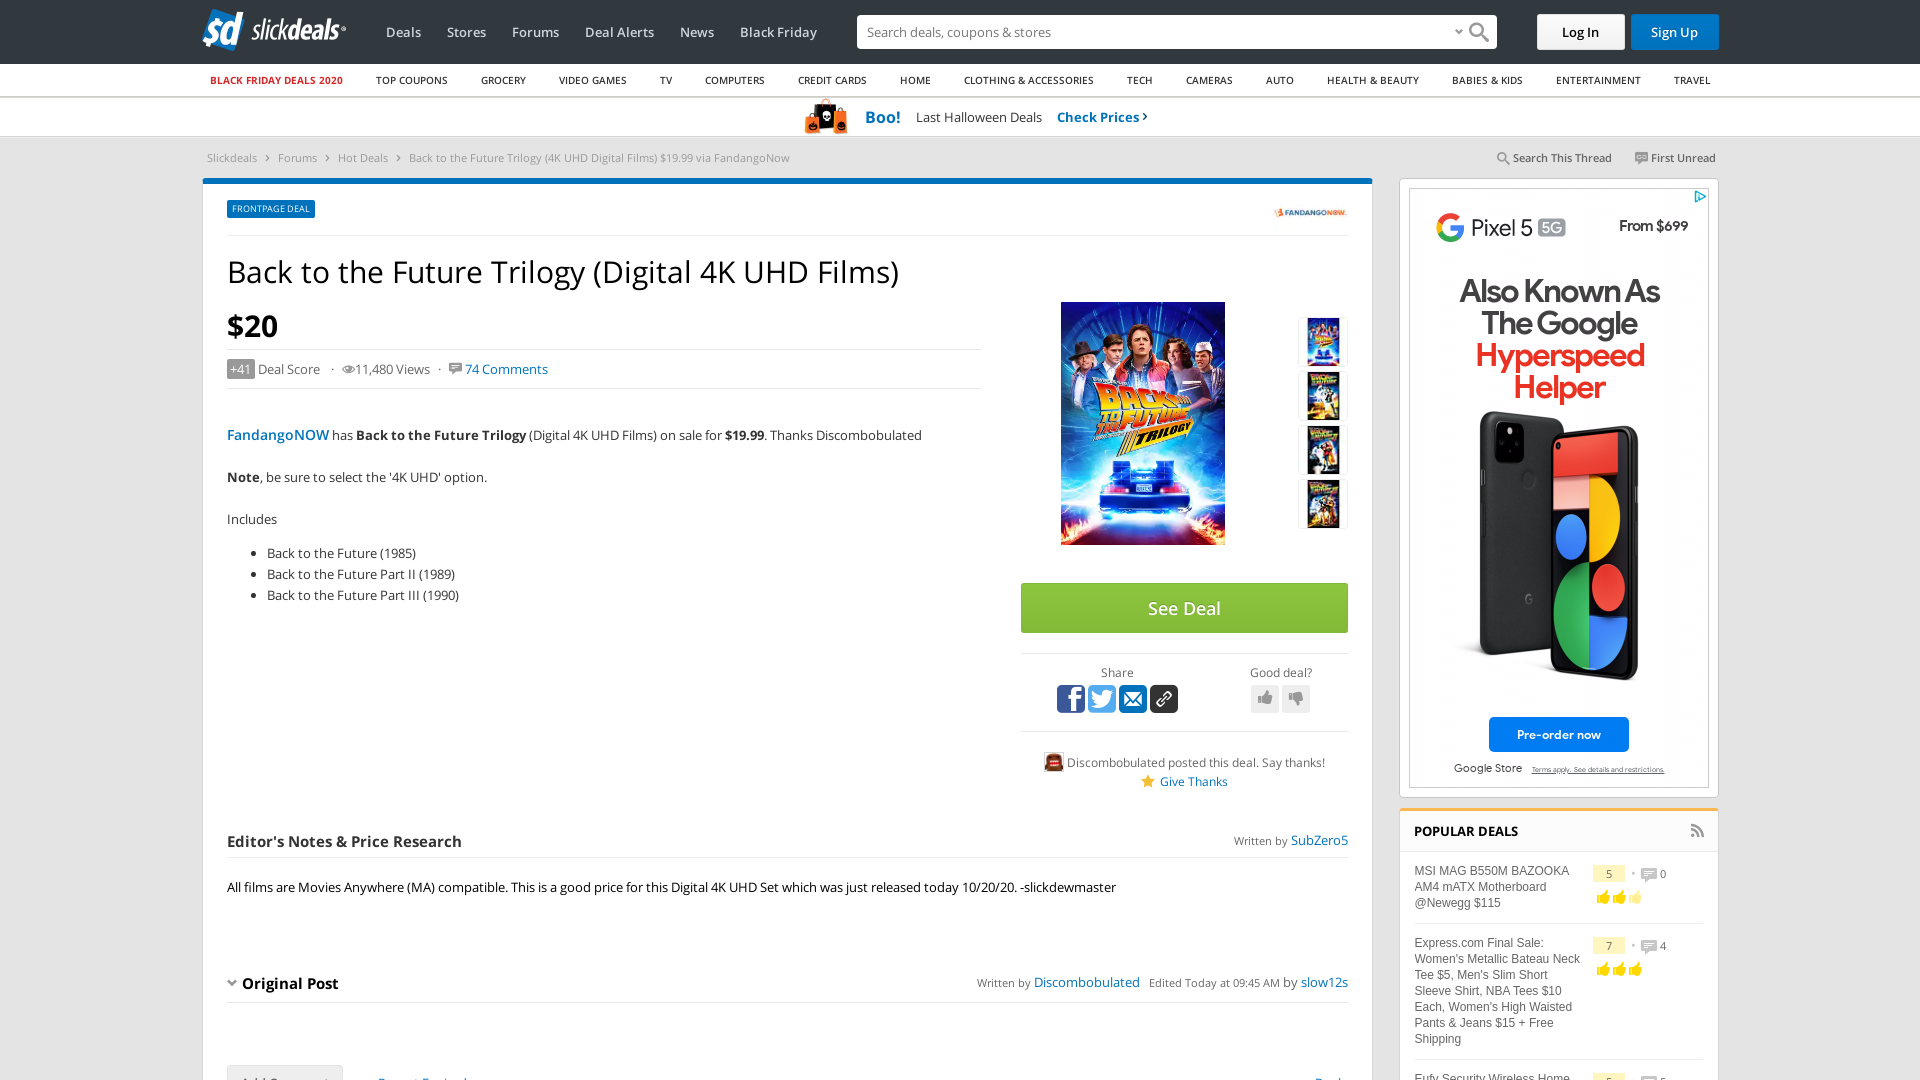 slickdeals
Deals Stores Forums Deal Alerts News Black Friday
Search deals, coupons & stores
Log In
Sign Up
BLACK FRIDAY DEALS 2020 TOP COUPONS GROCERY VIDEO GAMES TV COMPUTERS CREDIT CARDS HOME CLOTHING & ACCESSORIES TECH CAMERAS AUTO HEALTH & BEAUTY BABIES & KIDS ENTERTAINMENT TRAVEL
Boo! Last Halloween Deals Check Prices
Slickdeals Forums Hot Deals Back to the Future Trilogy (4K UHD Digital Films) $19.99 via FandangoNow
Search This Thread First Unread
FRONTPAGE DEAL
FANDANGONOW
Back to the Future Trilogy (Digital 4K UHD Films)
$20
+41 Deal Score · 11,480 Views · 74 Comments
FandangoNOW has Back to the Future Trilogy (Digital 4K UHD Films) on sale for $19.99. Thanks Discombobulated
Note, be sure to select the '4K UHD' option.
Includes
• Back to the Future (1985)
• Back to the Future Part II (1989)
• Back to the Future Part III (1990)
BACK
TO THE
FUTURE
TRILOGY
See Deal
Share
Good deal?
Discombobulated posted this deal. Say thanks!
Give Thanks
Editor's Notes & Price Research
Written by SubZero5
All films are Movies Anywhere (MA) compatible. This is a good price for this Digital 4K UHD Set which was just released today 10/20/20. -slickdewmaster
Original Post
Written by Discombobulated Edited Today at 09:45 AM by slow12s
G Pixel 5 5G
From $699
Also Known As
The Google
Hyperspeed
Helper
Pre-order now
Google Store Terms apply. See details and restrictions.
POPULAR DEALS
MSI MAG B550M BAZOOKA
AM4 mATX Motherboard
@Newegg $115
5 • 0
Express.com Final Sale:
Women's Metallic Bateau Neck
Tee $5, Men's Slim Short
Sleeve Shirt, NBA Tees $10
Each, Women's High Waisted
Pants & Jeans $15 + Free
Shipping
7 • 4
Eufy Security Wireless Home